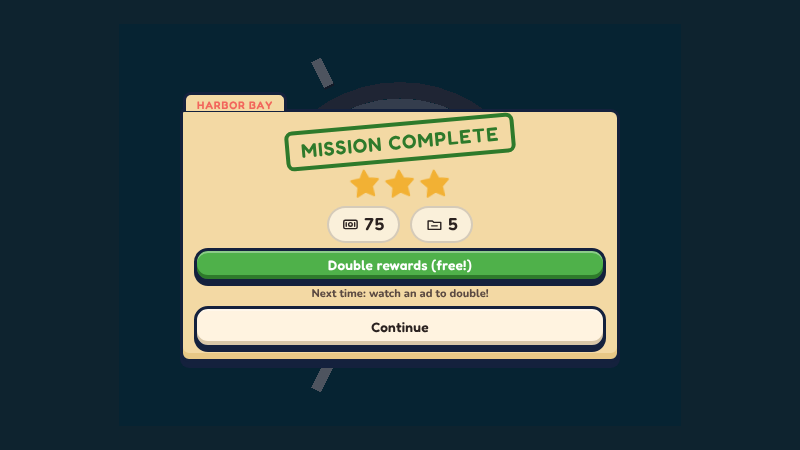 HARBOR BAY
MISSION COMPLETE
75 5
Double rewards (free!)
Next time: watch an ad to double!
Continue